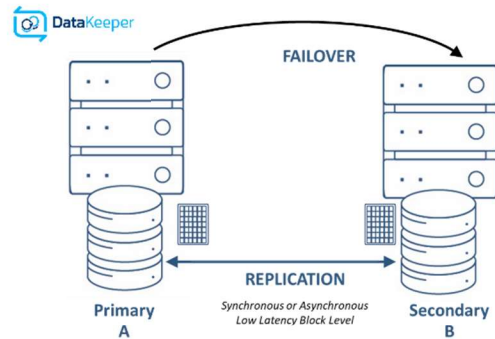 DataKeeper
FAILOVER
REPLICATION
Synchronous or Asynchronous
Low Latency Block Level
Primary
A
Secondary
B